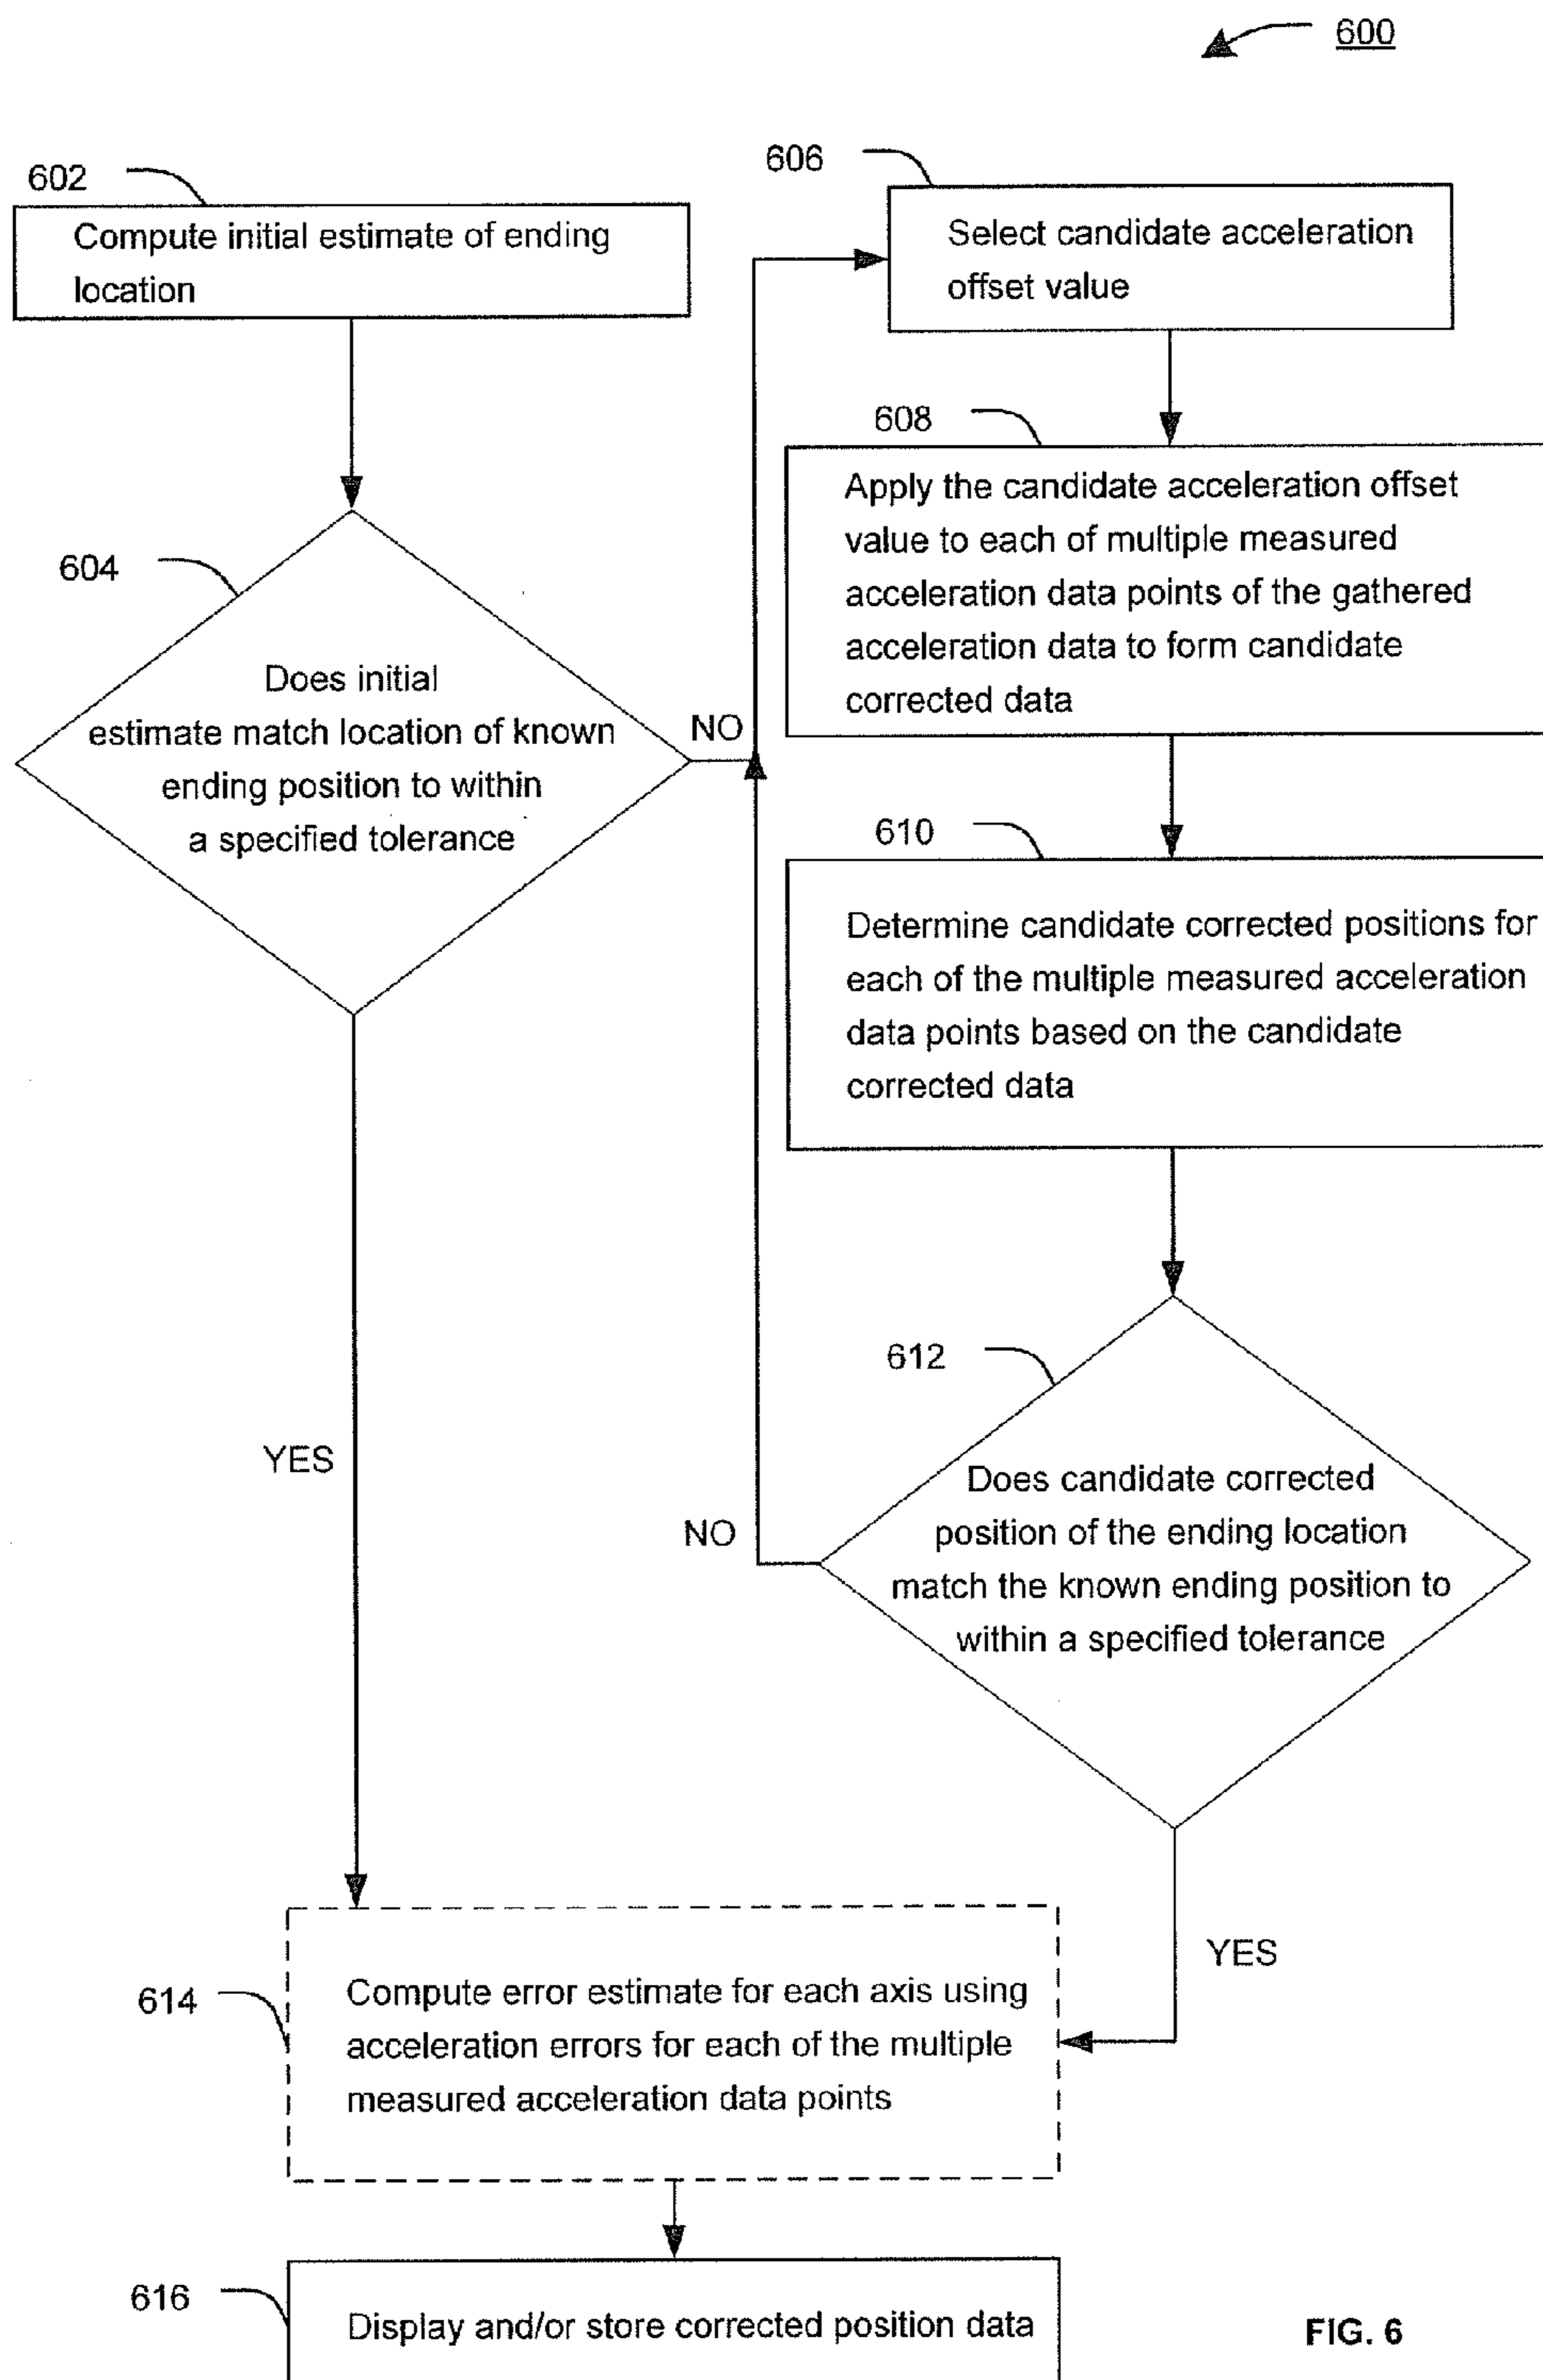 600
602
Compute initial estimate of ending
location
604
Does initial
estimate match location of known
ending position to within
a specified tolerance
NO
YES
606
Select candidate acceleration
offset value
608
Apply the candidate acceleration offset
value to each of multiple measured
acceleration data points of the gathered
acceleration data to form candidate
corrected data
610
Determine candidate corrected positions for
each of the multiple measured acceleration
data points based on the candidate
corrected data
612
Does candidate corrected
position of the ending location
match the known ending position to
within a specified tolerance
NO
YES
614
Compute error estimate for each axis using
acceleration errors for each of the multiple
measured acceleration data points
616
Display and/or store corrected position data
FIG. 6